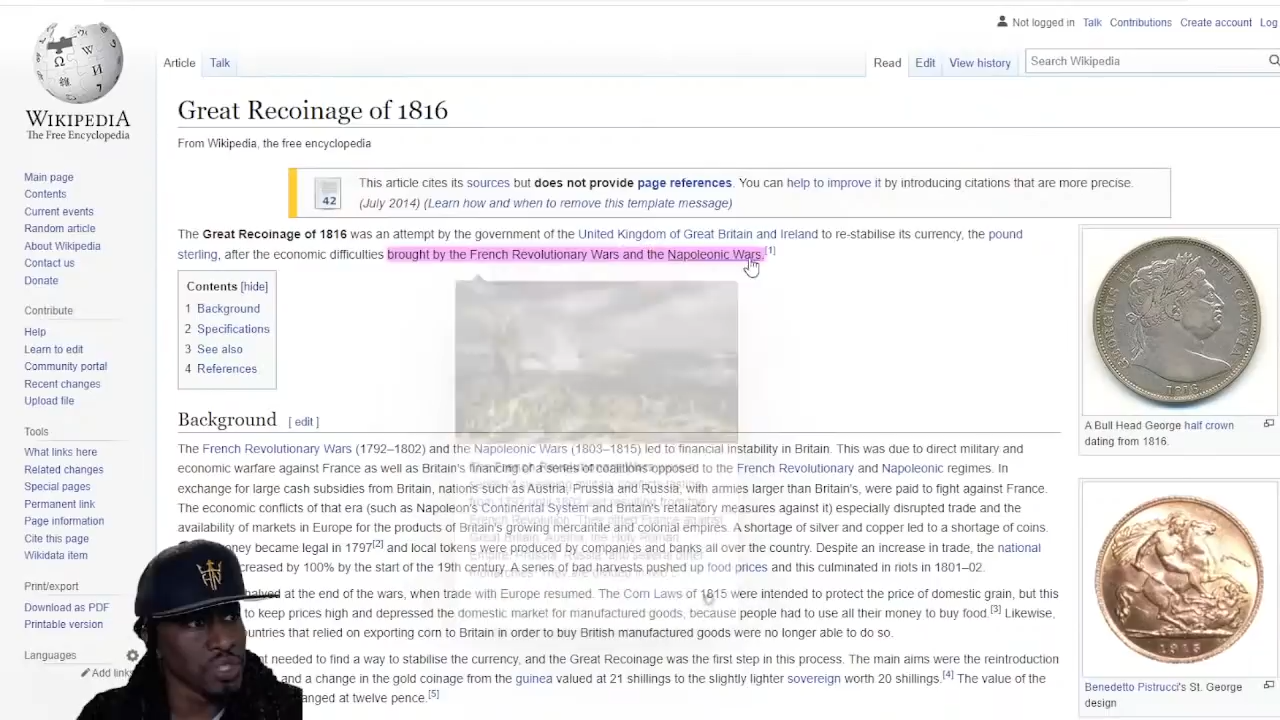 Not logged in Talk Contributions Create account Log
Article Talk Read Edit View history Search Wikipedia
WIKIPEDIA
The Free Encyclopedia
Main page
Contents
Current events
Random article
About Wikipedia
Contact us
Donate
Contribute
Help
Learn to edit
Community portal
Recent changes
Upload file
Tools
What links here
Related changes
Special pages
Permanent link
Page information
Cite this page
Wikidata item
Print/export
Download as PDF
Printable version
Languages
Add link
Great Recoinage of 1816
From Wikipedia, the free encyclopedia
42
This article cites its sources but does not provide page references. You can help to improve it by introducing citations that are more precise.
(July 2014) (Learn how and when to remove this template message)
The Great Recoinage of 1816 was an attempt by the government of the United Kingdom of Great Britain and Ireland to re-stabilise its currency, the pound
sterling, after the economic difficulties brought by the French Revolutionary Wars and the Napoleonic Wars.[1]
Contents [hide]
1 Background
2 Specifications
3 See also
4 References
Background [ edit ]
The French Revolutionary Wars (1792–1802) and the Napoleonic Wars (1803–1815) led to financial instability in Britain. This was due to direct military and
economic warfare against France as well as Britain's financing of a series of coalitions opposed to the French Revolutionary and Napoleonic regimes. In
exchange for large cash subsidies from Britain, nations such as Austria, Prussia and Russia, with armies larger than Britain's, were paid to fight against France.
The economic conflicts of that era (such as Napoleon's Continental System and Britain's retaliatory measures against it) especially disrupted trade and the
availability of markets in Europe for the products of Britain's growing mercantile and colonial empires. A shortage of silver and copper led to a shortage of coins.
money became legal in 1797[2] and local tokens were produced by companies and banks all over the country. Despite an increase in trade, the national
creased by 100% by the start of the 19th century. A series of bad harvests pushed up food prices and this culminated in riots in 1801–02.
halved at the end of the wars, when trade with Europe resumed. The Corn Laws of 1815 were intended to protect the price of domestic grain, but this
to keep prices high and depressed the domestic market for manufactured goods, because people had to use all their money to buy food.[3] Likewise,
untries that relied on exporting corn to Britain in order to buy British manufactured goods were no longer able to do so.
needed to find a way to stabilise the currency, and the Great Recoinage was the first step in this process. The main aims were the reintroduction
and a change in the gold coinage from the guinea valued at 21 shillings to the slightly lighter sovereign worth 20 shillings.[4] The value of the
anged at twelve pence.[5]
GEORGIUS III DEI GRATIA
1816
A Bull Head George half crown
dating from 1816.
Benedetto Pistrucci's St. George
design